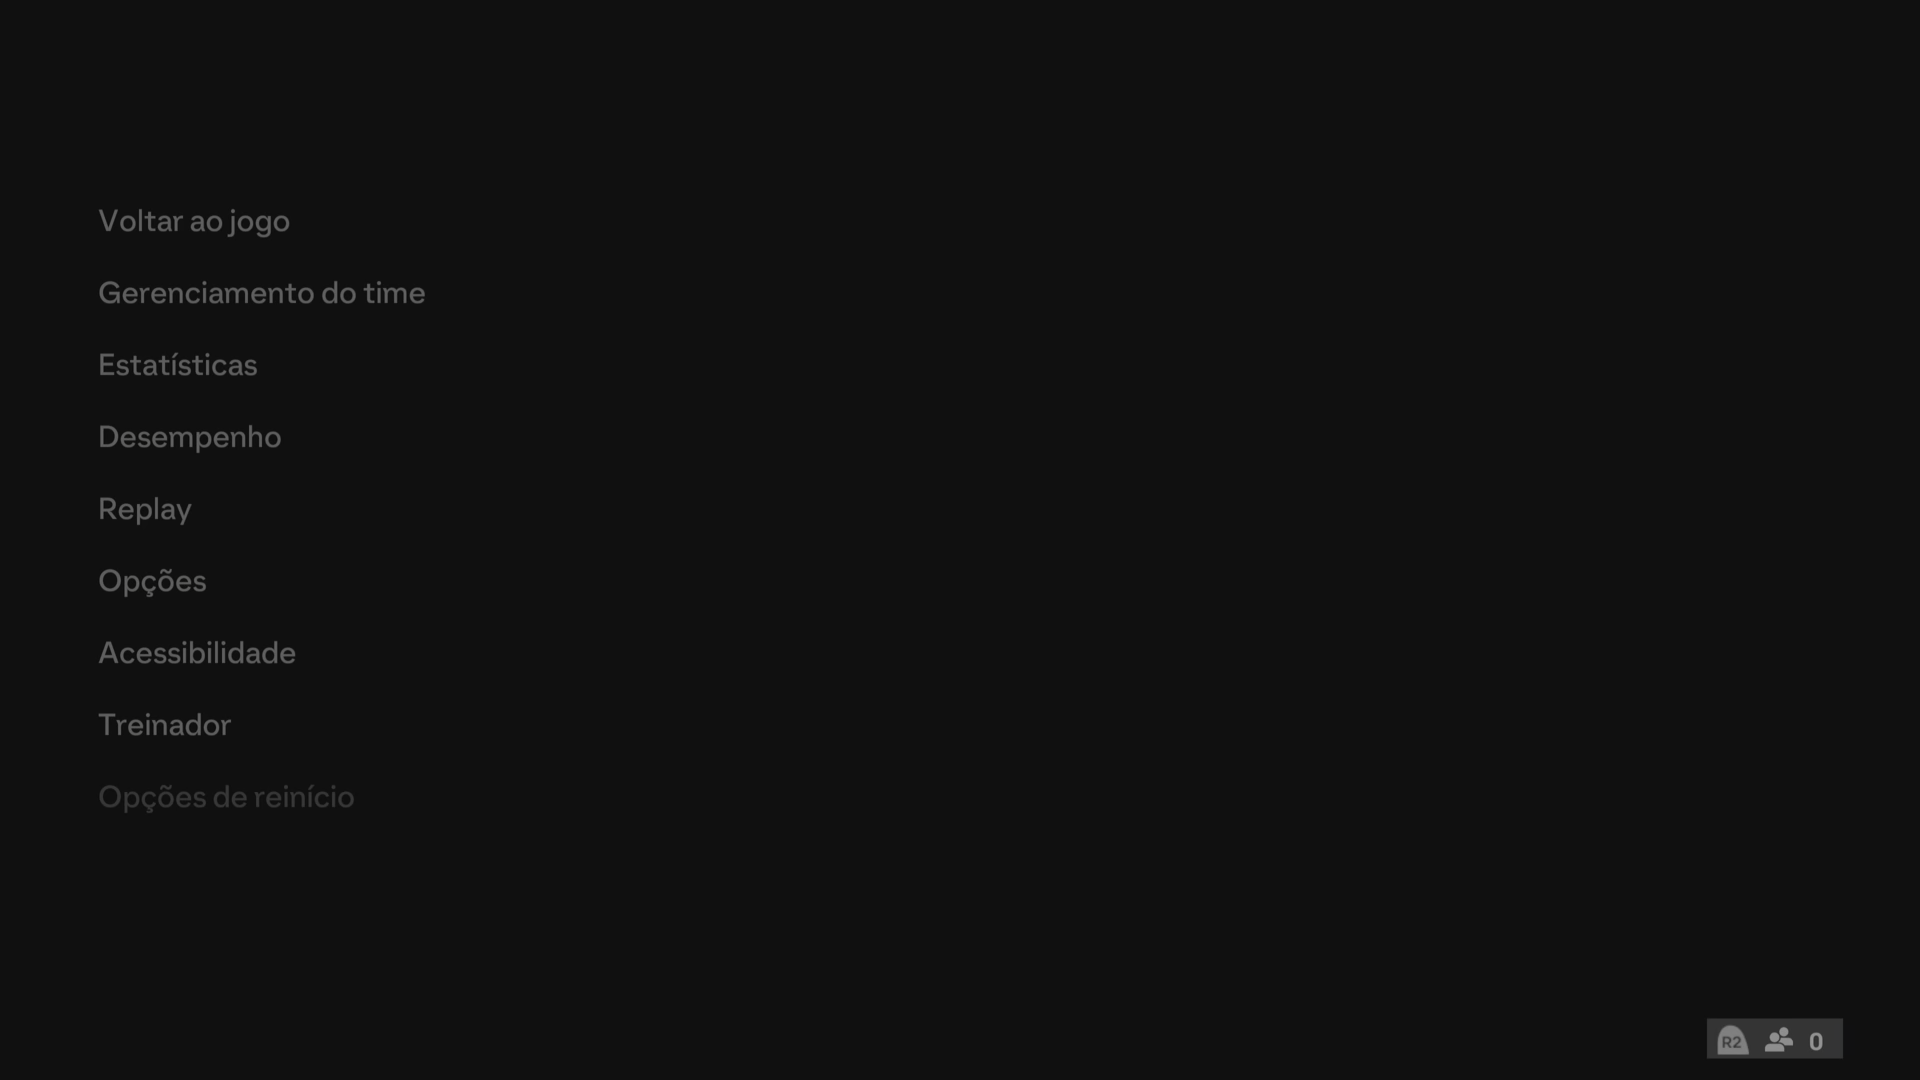 Voltar ao jogo
Gerenciamento do time
Estatísticas
Desempenho
Replay
Opções
Acessibilidade
Treinador
Opções de reinício
R2 0